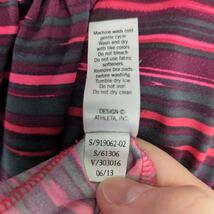 Machine wash cold
gentle cycle
Wash and dry
with like colors
Do not bleach
Do not use fabric
softeners
Remove bra pads
before washing
Tumble dry low
Do not iron
Do not dry clean
DESIGN ©
ATHLETA, INC.
S/919062-02
S/61306
V/303016
06/13